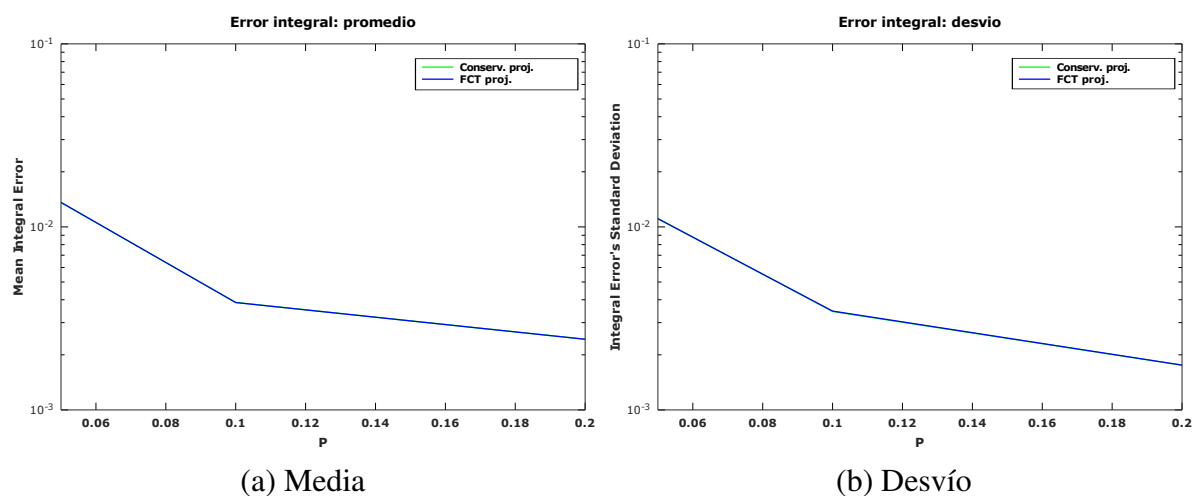 Error integral: promedio
10^-1
10^-2
10^-3
Mean Integral Error
Conserv. proj.
FCT proj.
0.06 0.08 0.1 0.12 0.14 0.16 0.18 0.2
P
(a) Media
Error integral: desvio
10^-1
10^-2
10^-3
Integral Error's Standard Deviation
Conserv. proj.
FCT proj.
0.06 0.08 0.1 0.12 0.14 0.16 0.18 0.2
P
(b) Desvío